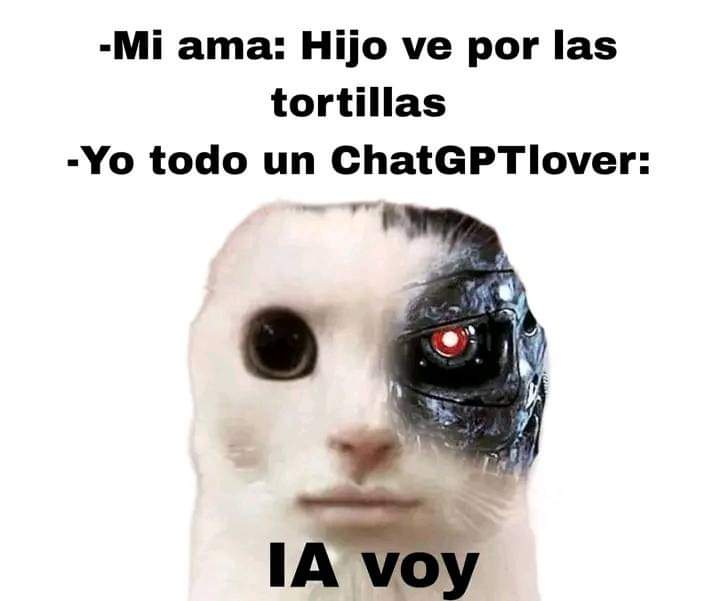 -Mi ama: Hijo ve por las
tortillas
-Yo todo un ChatGPTlover:
IA voy